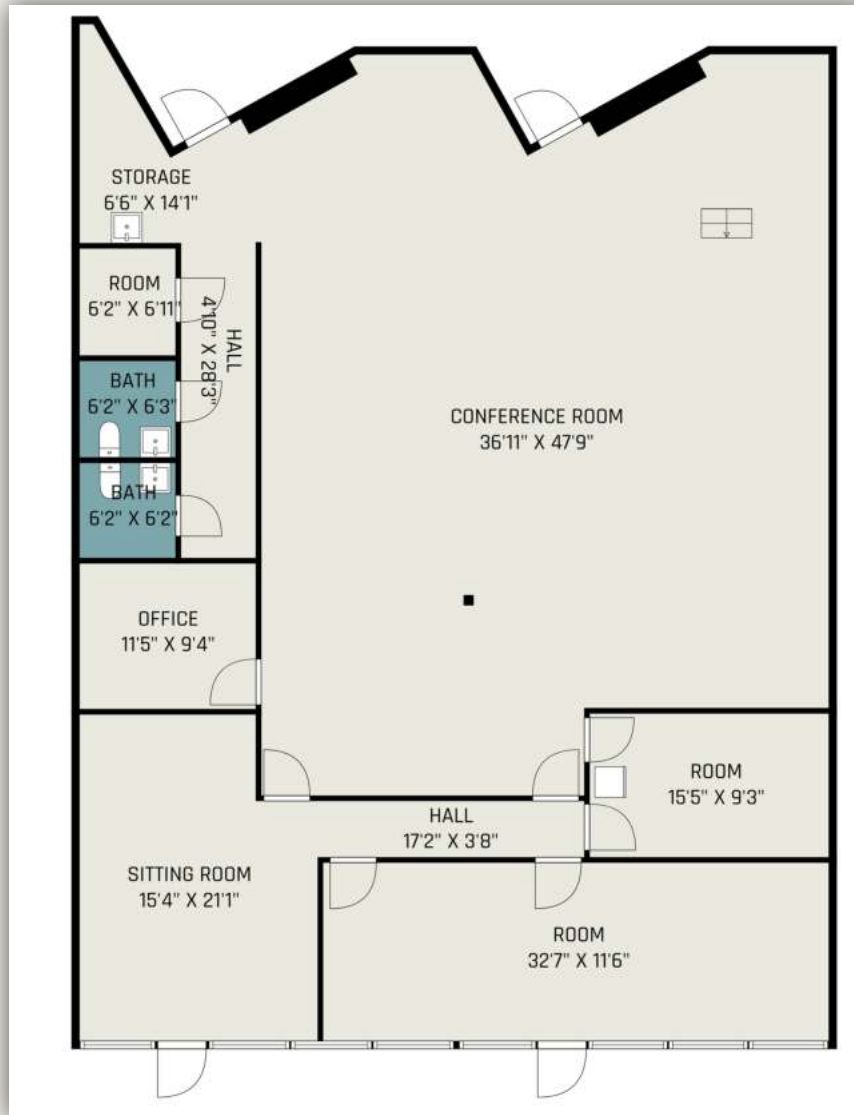 STORAGE
6'6" X 14'1"
ROOM
6'2" X 6'11"
HALL
4'10" X 28'3"
BATH
6'2" X 6'3"
CONFERENCE ROOM
36'11" X 47'9"
BATH
6'2" X 6'2"
OFFICE
11'5" X 9'4"
ROOM
15'5" X 9'3"
HALL
17'2" X 3'8"
SITTING ROOM
15'4" X 21'1"
ROOM
32'7" X 11'6"